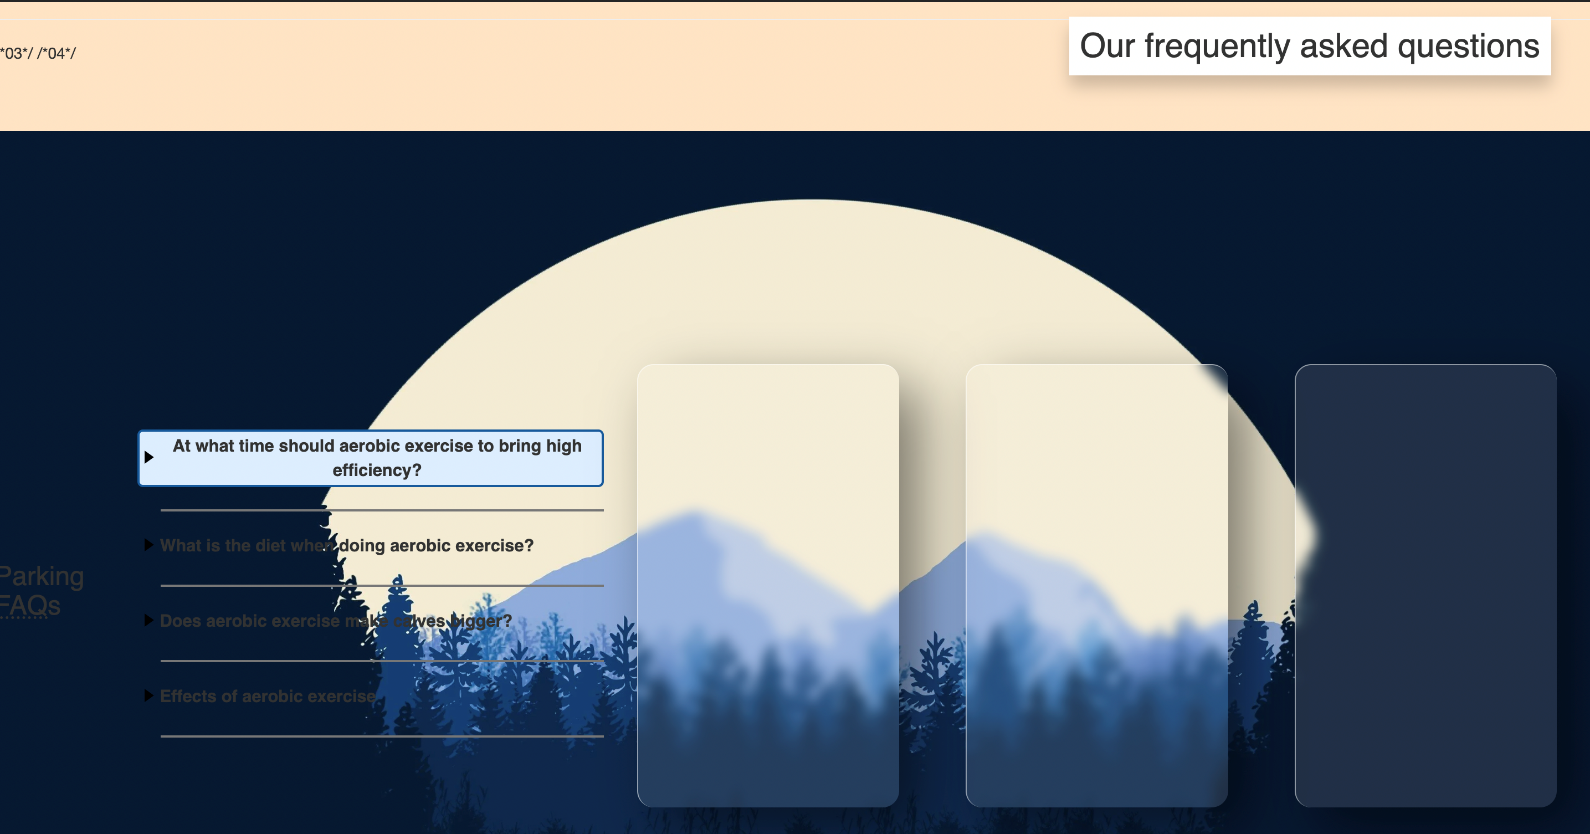 *03*/ /*04*/
Our frequently asked questions
At what time should aerobic exercise to bring high
efficiency?
What is the diet when doing aerobic exercise?
Does aerobic exercise make calves bigger?
Effects of aerobic exercise
Parking
FAQs